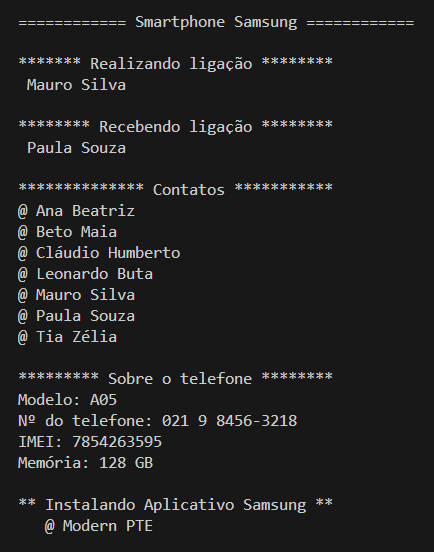 ============ Smartphone Samsung ============
******* Realizando ligação ********
Mauro Silva
******** Recebendo ligação ********
Paula Souza
************** Contatos ***********
@ Ana Beatriz
@ Beto Maia
@ Cláudio Humberto
@ Leonardo Buta
@ Mauro Silva
@ Paula Souza
@ Tia Zélia
********* Sobre o telefone ********
Modelo: A05
Nº do telefone: 021 9 8456-3218
IMEI: 7854263595
Memória: 128 GB
** Instalando Aplicativo Samsung **
@ Modern PTE